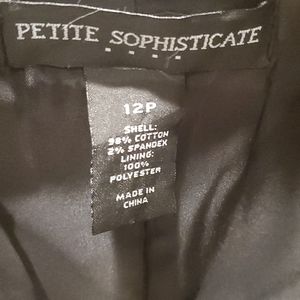 PETITE SOPHISTICATE
12P
SHELL:
98% COTTON
2% SPANDEX
LINING:
100%
POLYESTER
MADE IN
CHINA